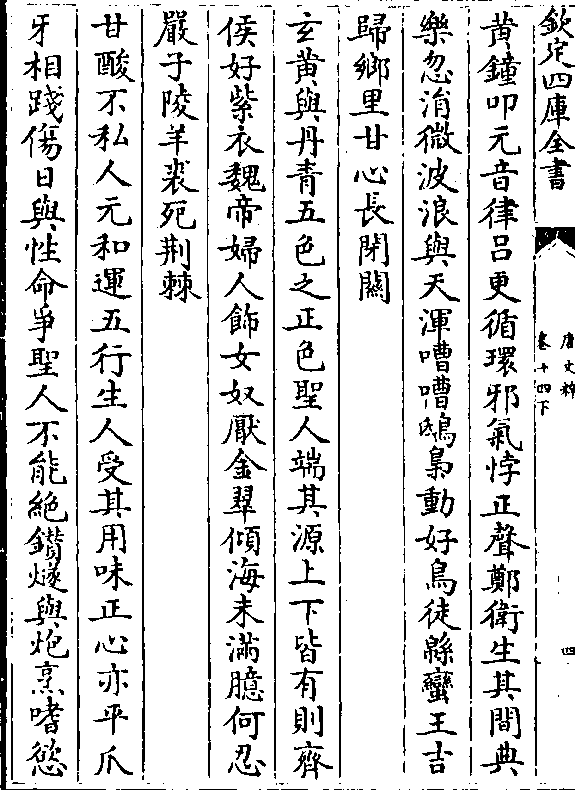 欽定四庫全書
唐文粹
卷十四下
四
黄鐘叩元音律呂更循環邪氣悖正聲鄭衛生其間典
樂忽涓微波浪與天渾嘈嘈鴟梟動好鳥徒緜蠻王吉
歸鄉里甘心長閉關
玄黄與丹青五色之正色聖人端其源上下皆有則齊
侯好紫衣魏帝婦人飾女奴厭金翠傾海未滿臆何忍
嚴子陵羊裘死荆棘
甘酸不私人元和運五行生人受其用味正心亦平爪
牙相踐傷日與性命爭聖人不能絶鑚燧與炮烹嗜慾